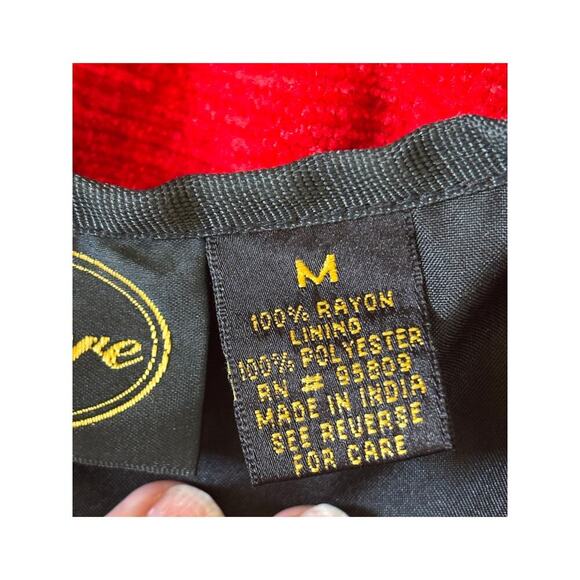 M
100% RAYON
LINING
100% POLYESTER
RN = 95809
MADE IN INDIA
SEE REVERSE
FOR CARE